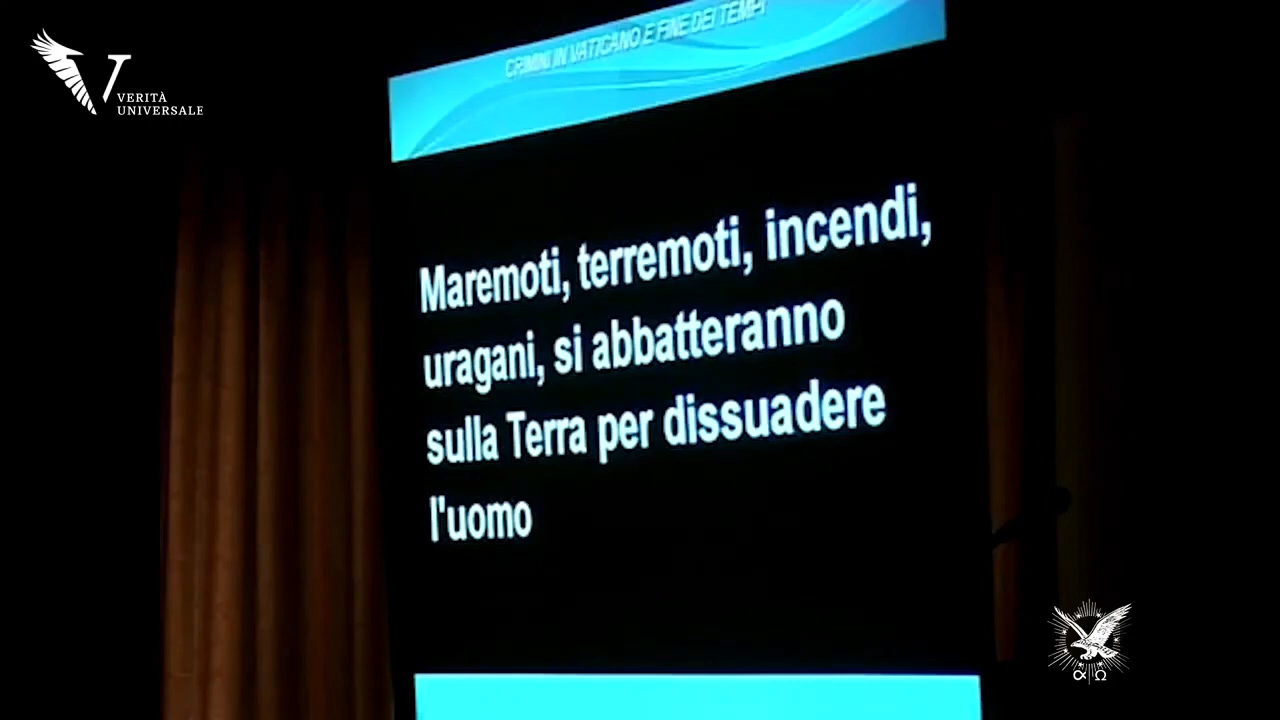 VERITÀ
UNIVERSALE
CRIMINI IN VATICANO E FINE DEI TEMPI
Maremoti, terremoti, incendi,
uragani, si abbatteranno
sulla Terra per dissuadere
l'uomo
α Ω